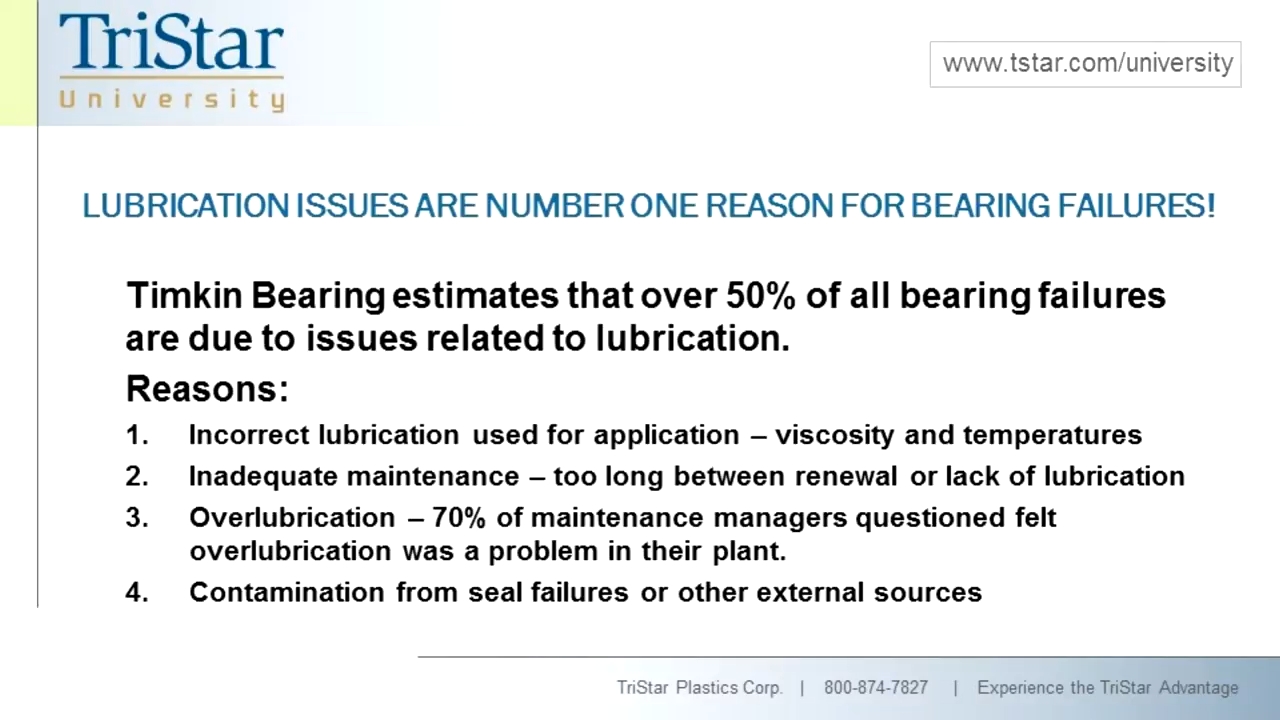 TriStar
University
www.tstar.com/university
LUBRICATION ISSUES ARE NUMBER ONE REASON FOR BEARING FAILURES!
Timkin Bearing estimates that over 50% of all bearing failures
are due to issues related to lubrication.
Reasons:
1. Incorrect lubrication used for application – viscosity and temperatures
2. Inadequate maintenance – too long between renewal or lack of lubrication
3. Overlubrication – 70% of maintenance managers questioned felt
overlubrication was a problem in their plant.
4. Contamination from seal failures or other external sources
TriStar Plastics Corp. | 800-874-7827 | Experience the TriStar Advantage